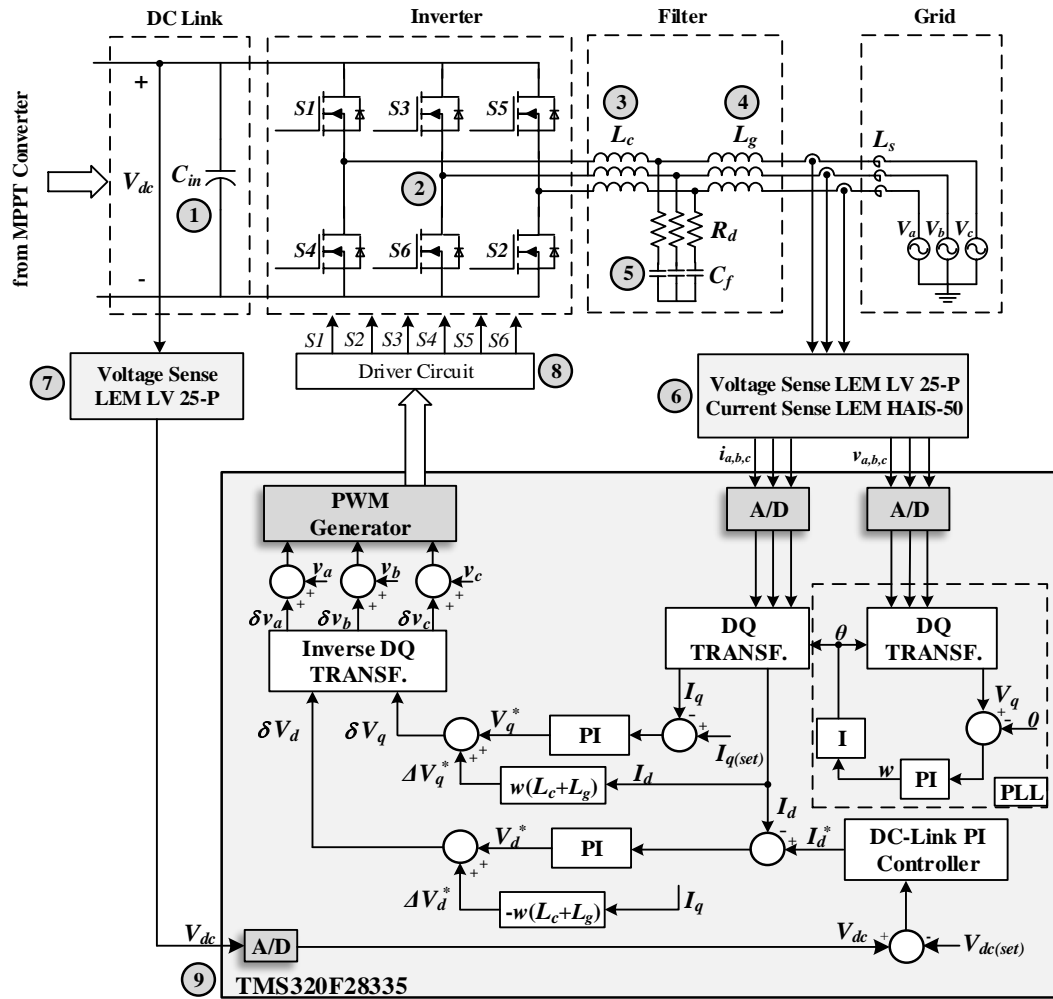 DC Link
Inverter
Filter
Grid
from MPPT Converter
+
V_dc
-
C_in
1
S1
S3
S5
2
S4
S6
S2
3
L_c
4
L_g
L_s
R_d
5
C_f
V_a
V_b
V_c
S1
S2
S3
S4
S5
S6
7
Voltage Sense
LEM LV 25-P
Driver Circuit
8
6
Voltage Sense LEM LV 25-P
Current Sense LEM HAIS-50
i_a,b,c
v_a,b,c
PWM
Generator
A/D
A/D
v_a
+
+
v_b
+
+
v_c
+
+
δv_a
δv_b
δv_c
Inverse DQ
TRANSF.
DQ
TRANSF.
θ
DQ
TRANSF.
I_q
V_q
δV_d
δV_q
V_q^*
PI
-
+
I_q(set)
+
-
0
I
+
+
ΔV_q^*
w(L_c+L_g)
I_d
w
PI
PLL
I_d
V_d^*
PI
-
+
I_d^*
DC-Link PI
Controller
+
+
ΔV_d^*
-w(L_c+L_g)
I_q
V_dc
A/D
V_dc
+
-
V_dc(set)
9
TMS320F28335